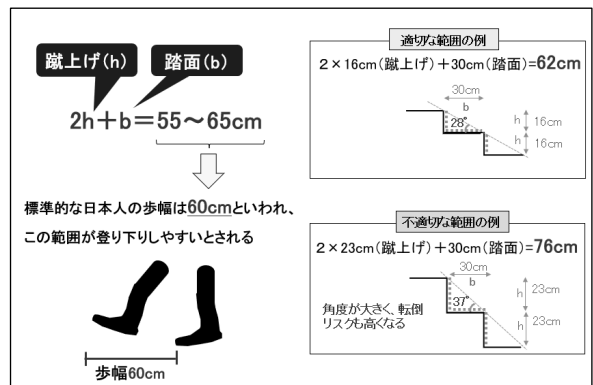 蹴上げ(h)
踏面(b)
2h＋b＝55～65cm
標準的な日本人の歩幅は60cmといわれ、
この範囲が登り下りしやすいとされる
歩幅60cm
適切な範囲の例
2×16cm(蹴上げ)＋30cm(踏面)=62cm
30cm
b
28°
h 16cm
h 16cm
不適切な範囲の例
2×23cm(蹴上げ)＋30cm(踏面)=76cm
30cm
b
37°
h 23cm
h 23cm
角度が大きく、転倒
リスクも高くなる